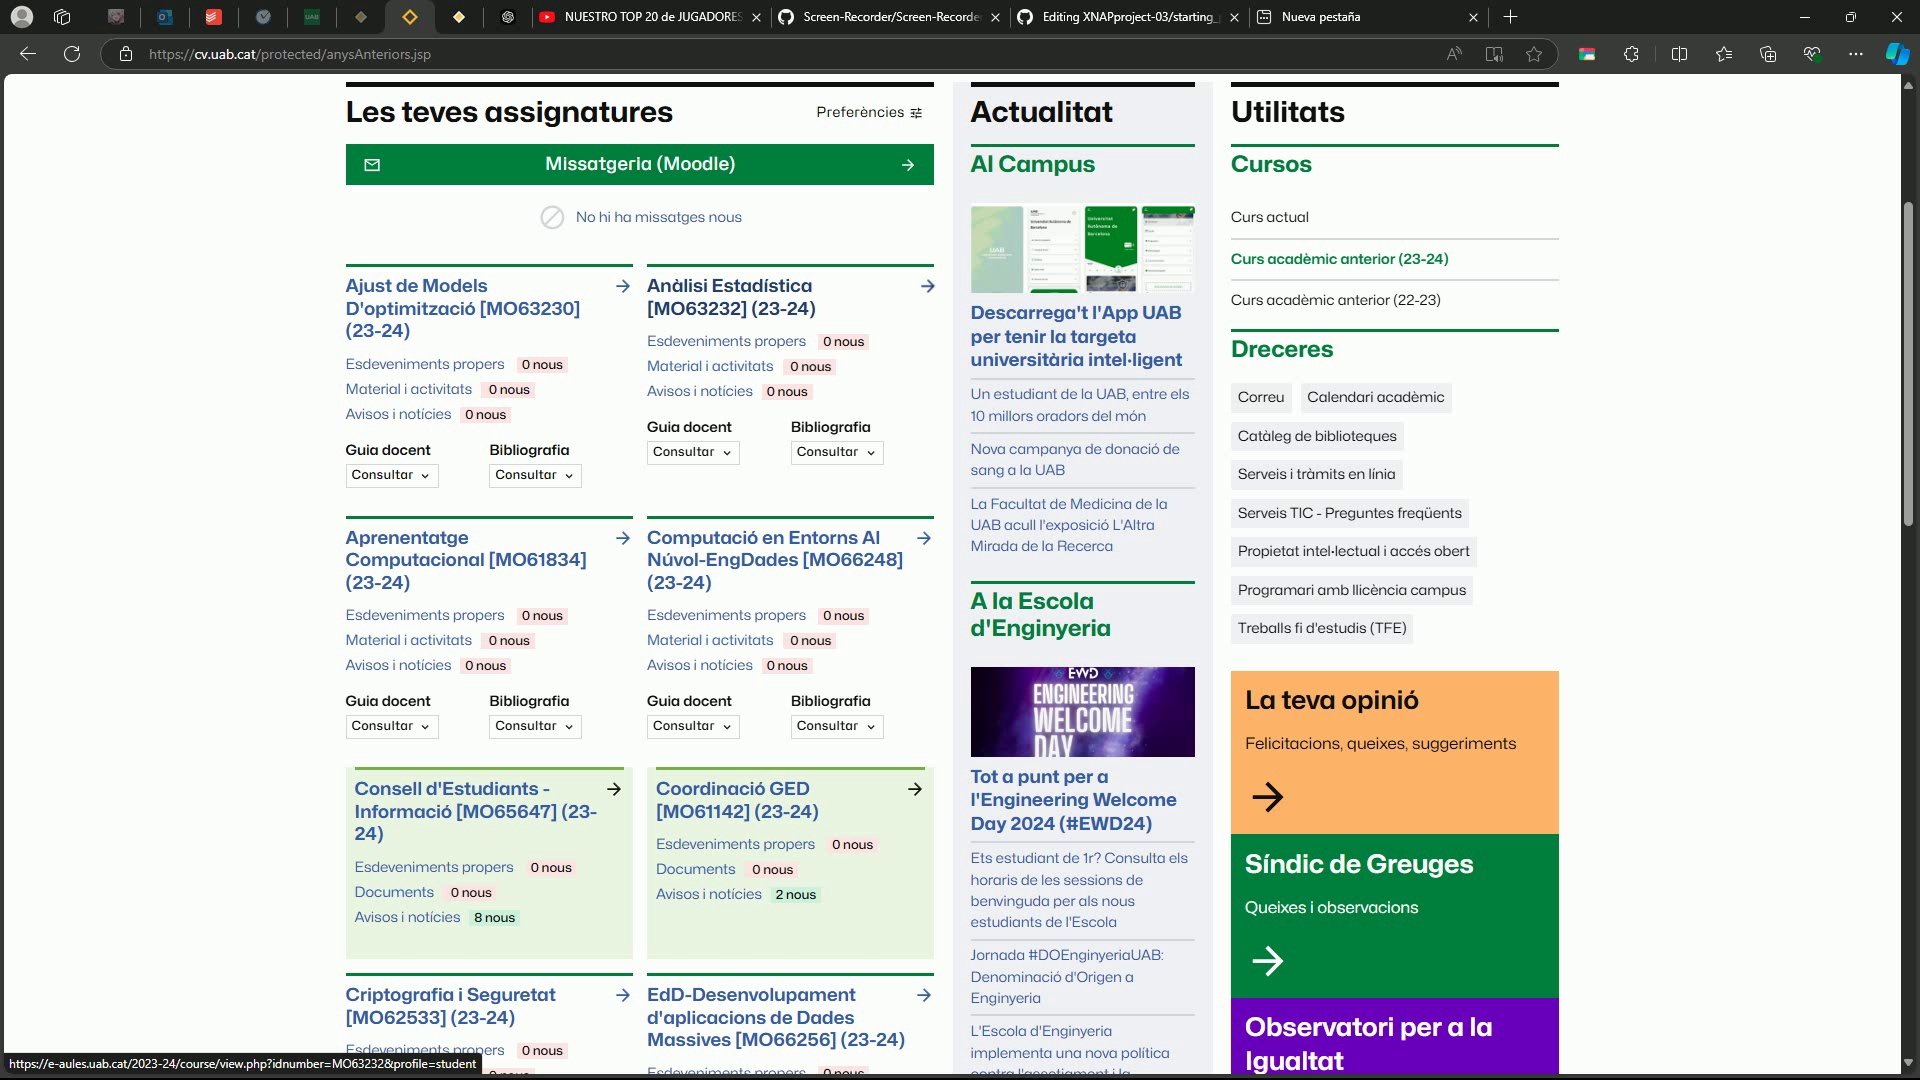 NUESTRO TOP 20 de JUGADORES
Screen-Recorder/Screen-Recorde
Editing XNAPproject-03/starting_
Nueva pestaña
https://cv.uab.cat/protected/anysAnteriors.jsp
Les teves assignatures
Preferències
Missatgeria (Moodle)
No hi ha missatges nous
Ajust de Models
D'optimització [MO63230]
(23-24)
Esdeveniments propers 0 nous
Material i activitats 0 nous
Avisos i notícies 0 nous
Guia docent Bibliografia
Consultar Consultar
Anàlisi Estadística
[MO63232] (23-24)
Esdeveniments propers 0 nous
Material i activitats 0 nous
Avisos i notícies 0 nous
Guia docent Bibliografia
Consultar Consultar
Aprenentatge
Computacional [MO61834]
(23-24)
Esdeveniments propers 0 nous
Material i activitats 0 nous
Avisos i notícies 0 nous
Guia docent Bibliografia
Consultar Consultar
Computació en Entorns Al
Núvol-EngDades [MO66248]
(23-24)
Esdeveniments propers 0 nous
Material i activitats 0 nous
Avisos i notícies 0 nous
Guia docent Bibliografia
Consultar Consultar
Consell d'Estudiants -
Informació [MO65647] (23-
24)
Esdeveniments propers 0 nous
Documents 0 nous
Avisos i notícies 8 nous
Coordinació GED
[MO61142] (23-24)
Esdeveniments propers 0 nous
Documents 0 nous
Avisos i notícies 2 nous
Criptografia i Seguretat
[MO62533] (23-24)
Esdeveniments propers 0 nous
EdD-Desenvolupament
d'aplicacions de Dades
Massives [MO66256] (23-24)
Esdeveniments propers 0 nous
https://e-aules.uab.cat/2023-24/course/view.php?idnumber=MO63232&profile=student
Actualitat
Al Campus
Descarrega't l'App UAB
per tenir la targeta
universitària intel·ligent
Un estudiant de la UAB, entre els
10 millors oradors del món
Nova campanya de donació de
sang a la UAB
La Facultat de Medicina de la
UAB acull l'exposició L'Altra
Mirada de la Recerca
A la Escola
d'Enginyeria
EWD
ENGINEERING
WELCOME
DAY
Tot a punt per a
l'Engineering Welcome
Day 2024 (#EWD24)
Ets estudiant de 1r? Consulta els
horaris de les sessions de
benvinguda per als nous
estudiants de l'Escola
Jornada #DOEnginyeriaUAB:
Denominació d'Origen a
Enginyeria
L'Escola d'Enginyeria
implementa una nova política
contra l'assetjament i la
Utilitats
Cursos
Curs actual
Curs acadèmic anterior (23-24)
Curs acadèmic anterior (22-23)
Dreceres
Correu Calendari acadèmic
Catàleg de biblioteques
Serveis i tràmits en línia
Serveis TIC - Preguntes freqüents
Propietat intel·lectual i accés obert
Programari amb llicència campus
Treballs fi d'estudis (TFE)
La teva opinió
Felicitacions, queixes, suggeriments
Síndic de Greuges
Queixes i observacions
Observatori per a la
Igualtat